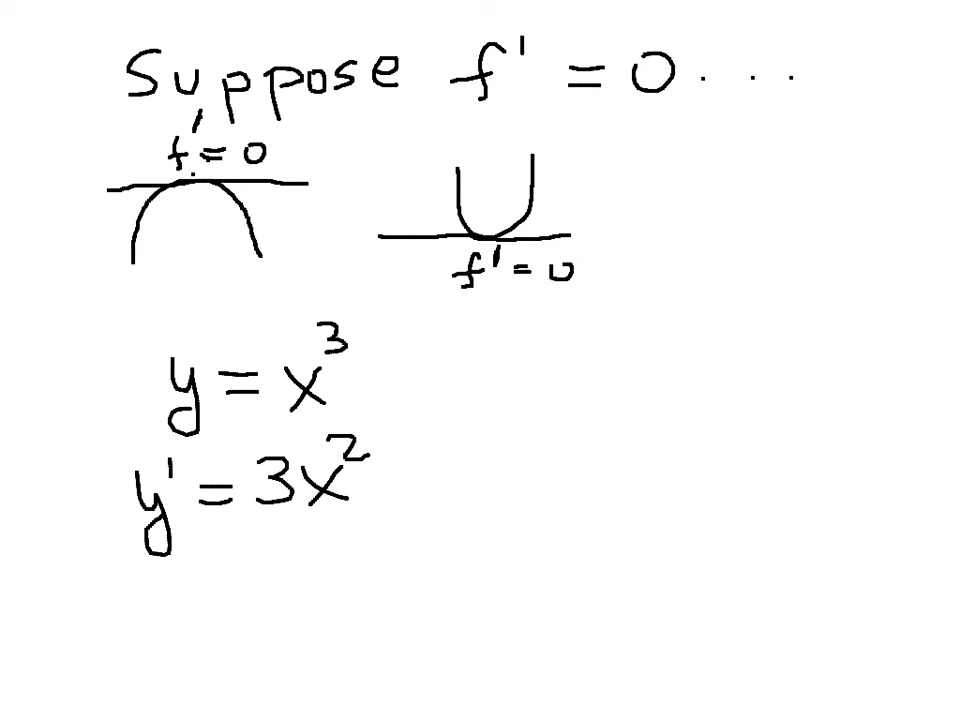 Suppose f' = 0 . . .
f' = 0
f' = 0
y = x³
y' = 3x²